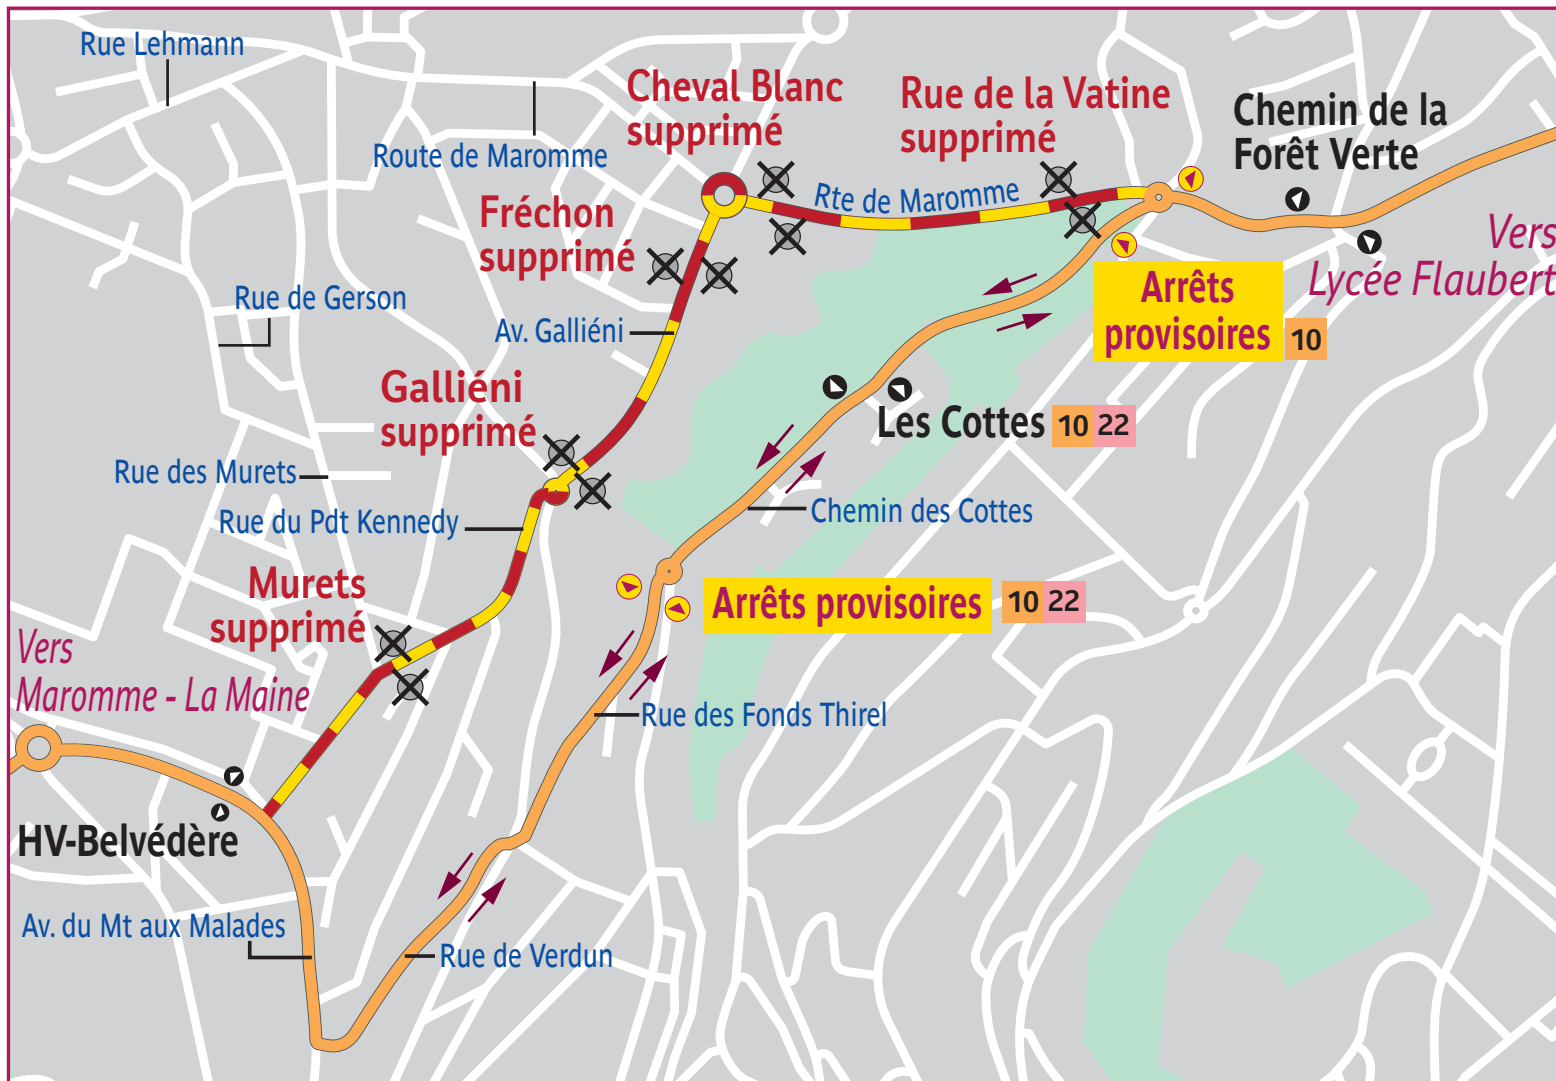 Rue Lehmann
Cheval Blanc
supprimé
Rue de la Vatine
supprimé
Chemin de la
Forêt Verte
Route de Maromme
Rte de Maromme
Fréchon
supprimé
Vers
Lycée Flaubert
Rue de Gerson
Av. Galliéni
Arrêts
provisoires
10
Galliéni
supprimé
Les Cottes 10 22
Rue des Murets
Rue du Pdt Kennedy
Chemin des Cottes
Murets
supprimé
Arrêts provisoires 10 22
Vers
Maromme - La Maine
Rue des Fonds Thirel
HV-Belvédère
Av. du Mt aux Malades
Rue de Verdun